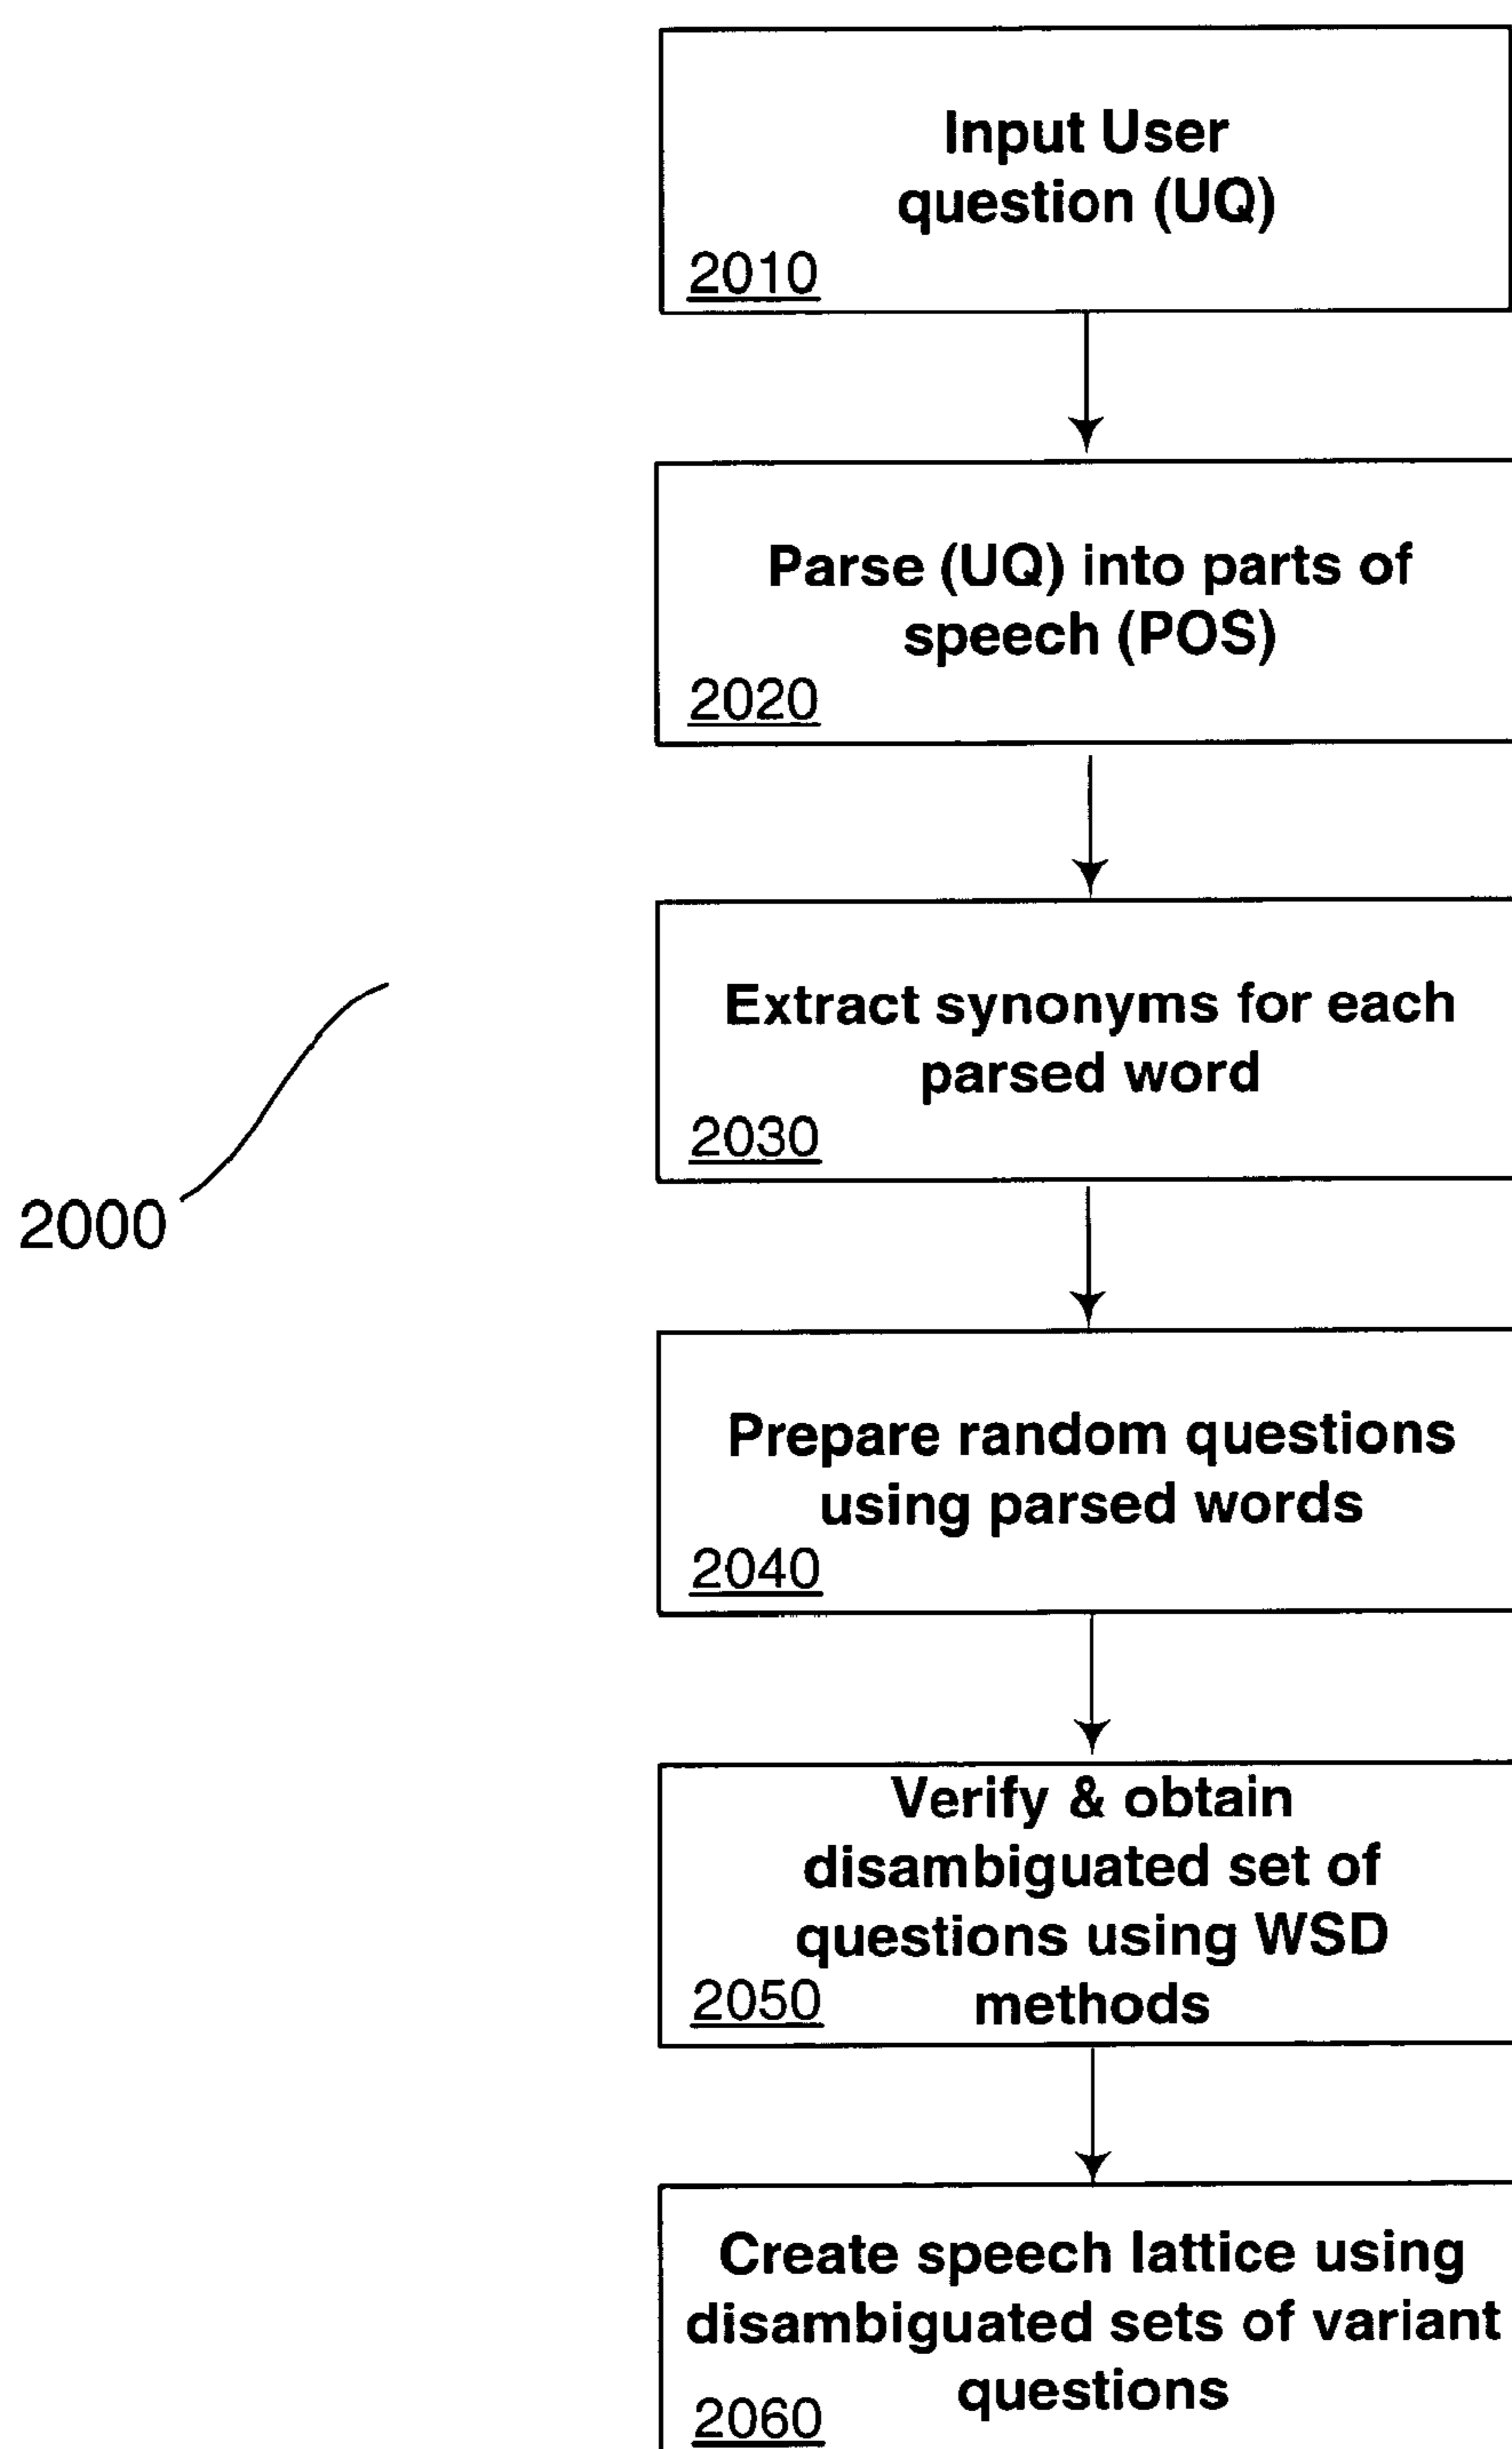 Input User
question (UQ)
2010
Parse (UQ) into parts of
speech (POS)
2020
Extract synonyms for each
parsed word
2030
2000
Prepare random questions
using parsed words
2040
Verify & obtain
disambiguated set of
questions using WSD
methods
2050
Create speech lattice using
disambiguated sets of variant
questions
2060